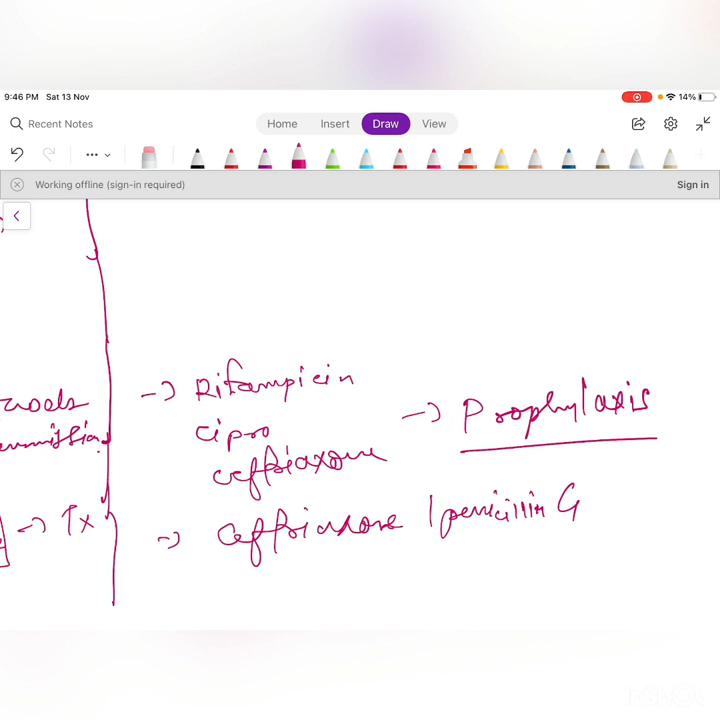 9:46 PM Sat 13 Nov 14%
Recent Notes Home Insert Draw View
Working offline (sign-in required) Sign in
→ Rifampicin
cipro
ceftriaxone → Prophylaxis
→ Tx → ceftriaxone / penicillin G